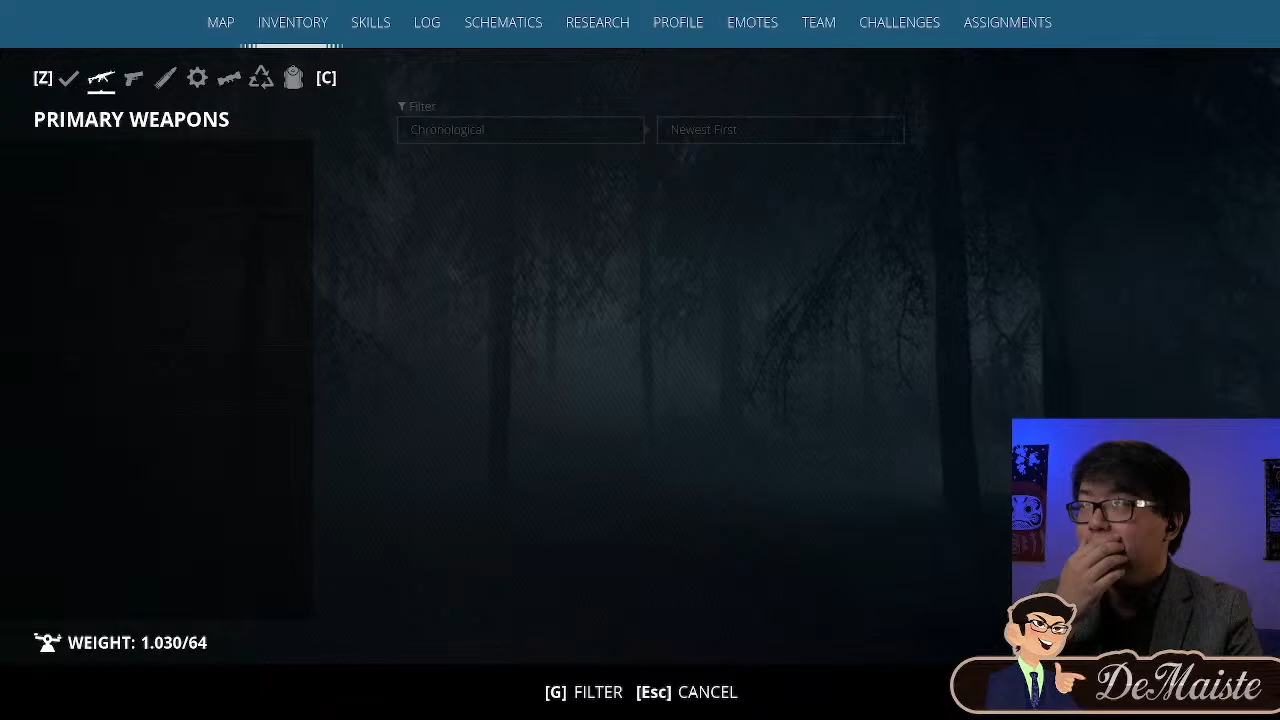 MAP INVENTORY SKILLS LOG SCHEMATICS RESEARCH PROFILE EMOTES TEAM CHALLENGES ASSIGNMENTS
[Z] [C]
PRIMARY WEAPONS
Filter
Chronological Newest First
WEIGHT: 1.030/64
[G] FILTER [Esc] CANCEL
DeMaiste